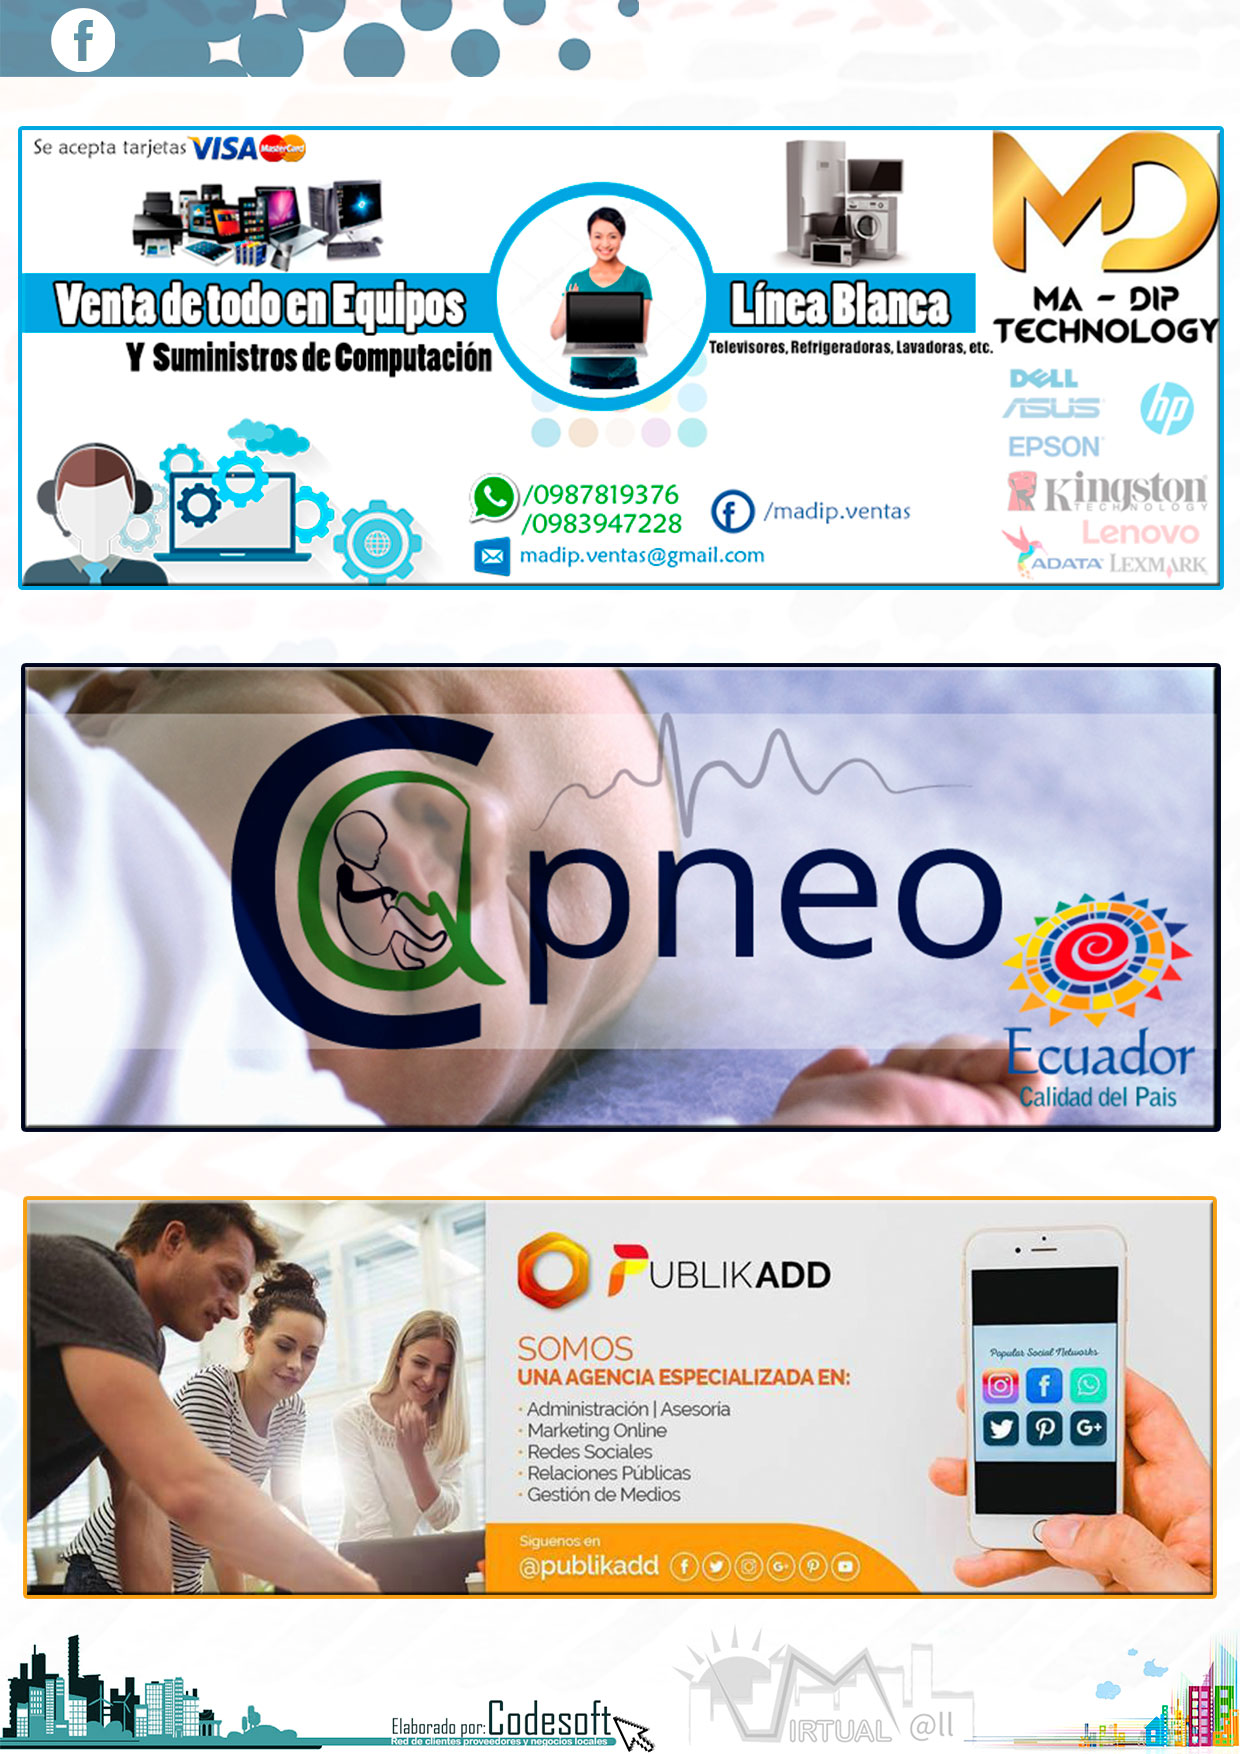 Se acepta tarjetas VISA MasterCard
Venta de todo en Equipos
Y Suministros de Computación
Línea Blanca
Televisores, Refrigeradoras, Lavadoras, etc.
MD
MA - DIP
TECHNOLOGY
DELL
ASUS
hp
EPSON
Kingston
TECHNOLOGY
Lenovo
ADATA LEXMARK
/0987819376
/0983947228
/madip.ventas
madip.ventas@gmail.com
Capneo
Ecuador
Calidad del Pais
PUBLIKADD
SOMOS
UNA AGENCIA ESPECIALIZADA EN:
· Administración | Asesoría
· Marketing Online
· Redes Sociales
· Relaciones Públicas
· Gestión de Medios
Síguenos en
@publikadd
Popular Social Networks
G+
Elaborado por: Codesoft
Red de clientes proveedores y negocios locales
VIRTUAL M@ll